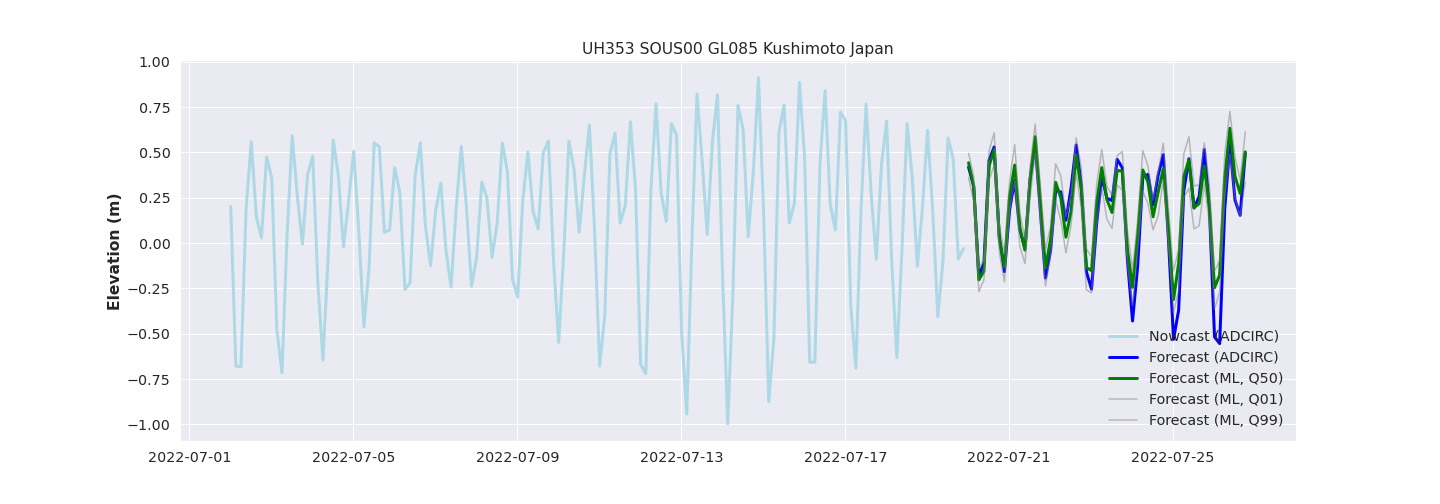 UH353 SOUS00 GL085 Kushimoto Japan
Elevation (m)
1.00
0.75
0.50
0.25
0.00
−0.25
−0.50
−0.75
−1.00
2022-07-01 2022-07-05 2022-07-09 2022-07-13 2022-07-17 2022-07-21 2022-07-25
Nowcast (ADCIRC)
Forecast (ADCIRC)
Forecast (ML, Q50)
Forecast (ML, Q01)
Forecast (ML, Q99)